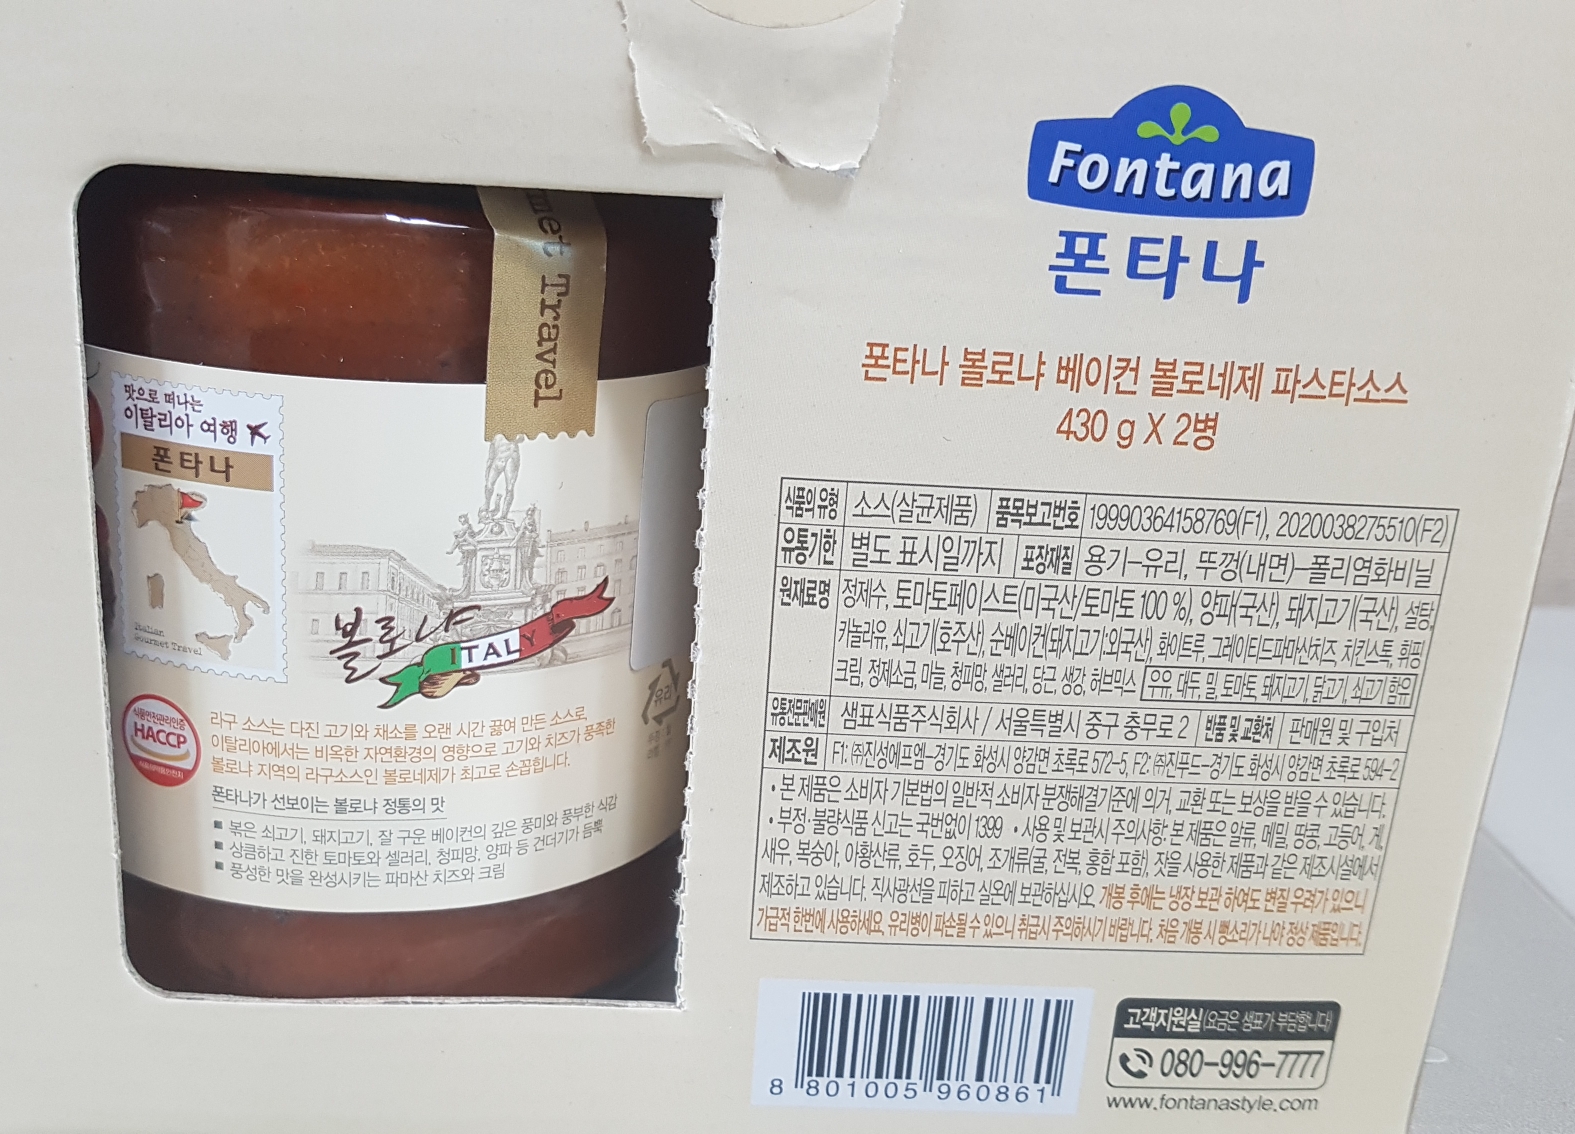 met Travel
맛으로 떠나는
이탈리아 여행
폰타나
Italian
Gourmet Travel
볼로냐
ITALY
식품안전관리인증
HACCP
유리
라구 소스는 다진 고기와 채소를 오랜 시간 끓여 만든 소스로,
이탈리아에서는 비옥한 자연환경의 영향으로 고기와 치즈가 풍족한
볼로냐 지역의 라구소스인 볼로네제가 최고로 손꼽힙니다.
폰타나가 선보이는 볼로냐 정통의 맛
■ 볶은 쇠고기, 돼지고기, 잘 구운 베이컨의 깊은 풍미와 풍부한 식감
■ 상큼하고 진한 토마토와 셀러리, 청피망, 양파 등 건더기가 듬뿍
■ 풍성한 맛을 완성시키는 파마산 치즈와 크림
Fontana
폰타나
폰타나 볼로냐 베이컨 볼로네제 파스타소스
430 g X 2병
식품의 유형 소스(살균제품) 품목보고번호 19990364158769(F1), 2020038275510(F2)
유통기한 별도 표시일까지 포장재질 용기-유리, 뚜껑(내면)-폴리염화비닐
원재료명 정제수, 토마토페이스트(미국산/토마토 100 %), 양파(국산), 돼지고기(국산), 설탕,
카놀라유, 쇠고기(호주산), 순베이컨(돼지고기:외국산), 화이트루, 그레이티드파마산치즈, 치킨스톡, 휘핑
크림, 정제소금, 마늘, 청피망, 샐러리, 당근, 생강, 허브믹스 우유, 대두, 밀, 토마토, 돼지고기, 닭고기, 쇠고기 함유
유통전문판매원 샘표식품주식회사 / 서울특별시 중구 충무로 2 반품 및 교환처 판매원 및 구입처
제조원 F1: ㈜진성에프엠-경기도 화성시 양감면 초록로 572-5, F2: ㈜진푸드-경기도 화성시 양감면 초록로 594-2
• 본 제품은 소비자기본법의 일반적 소비자 분쟁해결기준에 의거, 교환 또는 보상을 받을 수 있습니다.
• 부정·불량식품 신고는 국번없이 1399 • 사용 및 보관시 주의사항: 본 제품은 알류, 메밀, 땅콩, 고등어, 게,
새우, 복숭아, 아황산류, 호두, 오징어, 조개류(굴, 전복, 홍합 포함), 잣을 사용한 제품과 같은 제조시설에서
제조하고 있습니다. 직사광선을 피하고 실온에 보관하십시오. 개봉 후에는 냉장 보관 하여도 변질 우려가 있으니
가급적 한번에 사용하세요. 유리병이 파손될 수 있으니 취급시 주의하시기 바랍니다. 처음 개봉 시 뻥소리가 나야 정상 제품입니다.
8 801005 960861
고객지원실(요금은 샘표가 부담합니다)
080-996-7777
www.fontanastyle.com